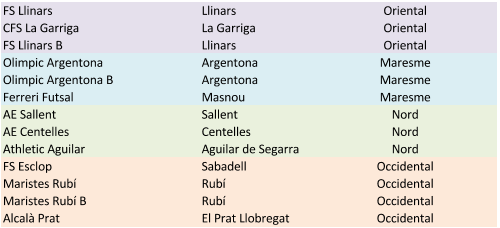 FS Llinars Llinars Oriental
CFS La Garriga La Garriga Oriental
FS Llinars B Llinars Oriental
Olimpic Argentona Argentona Maresme
Olimpic Argentona B Argentona Maresme
Ferreri Futsal Masnou Maresme
AE Sallent Sallent Nord
AE Centelles Centelles Nord
Athletic Aguilar Aguilar de Segarra Nord
FS Esclop Sabadell Occidental
Maristes Rubí Rubí Occidental
Maristes Rubí B Rubí Occidental
Alcalà Prat El Prat Llobregat Occidental